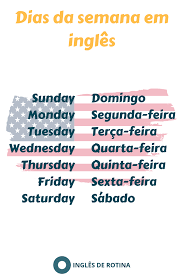 Dias da semana em
inglês
Sunday Domingo
Monday Segunda-feira
Tuesday Terça-feira
Wednesday Quarta-feira
Thursday Quinta-feira
Friday Sexta-feira
Saturday Sábado
INGLÊS DE ROTINA